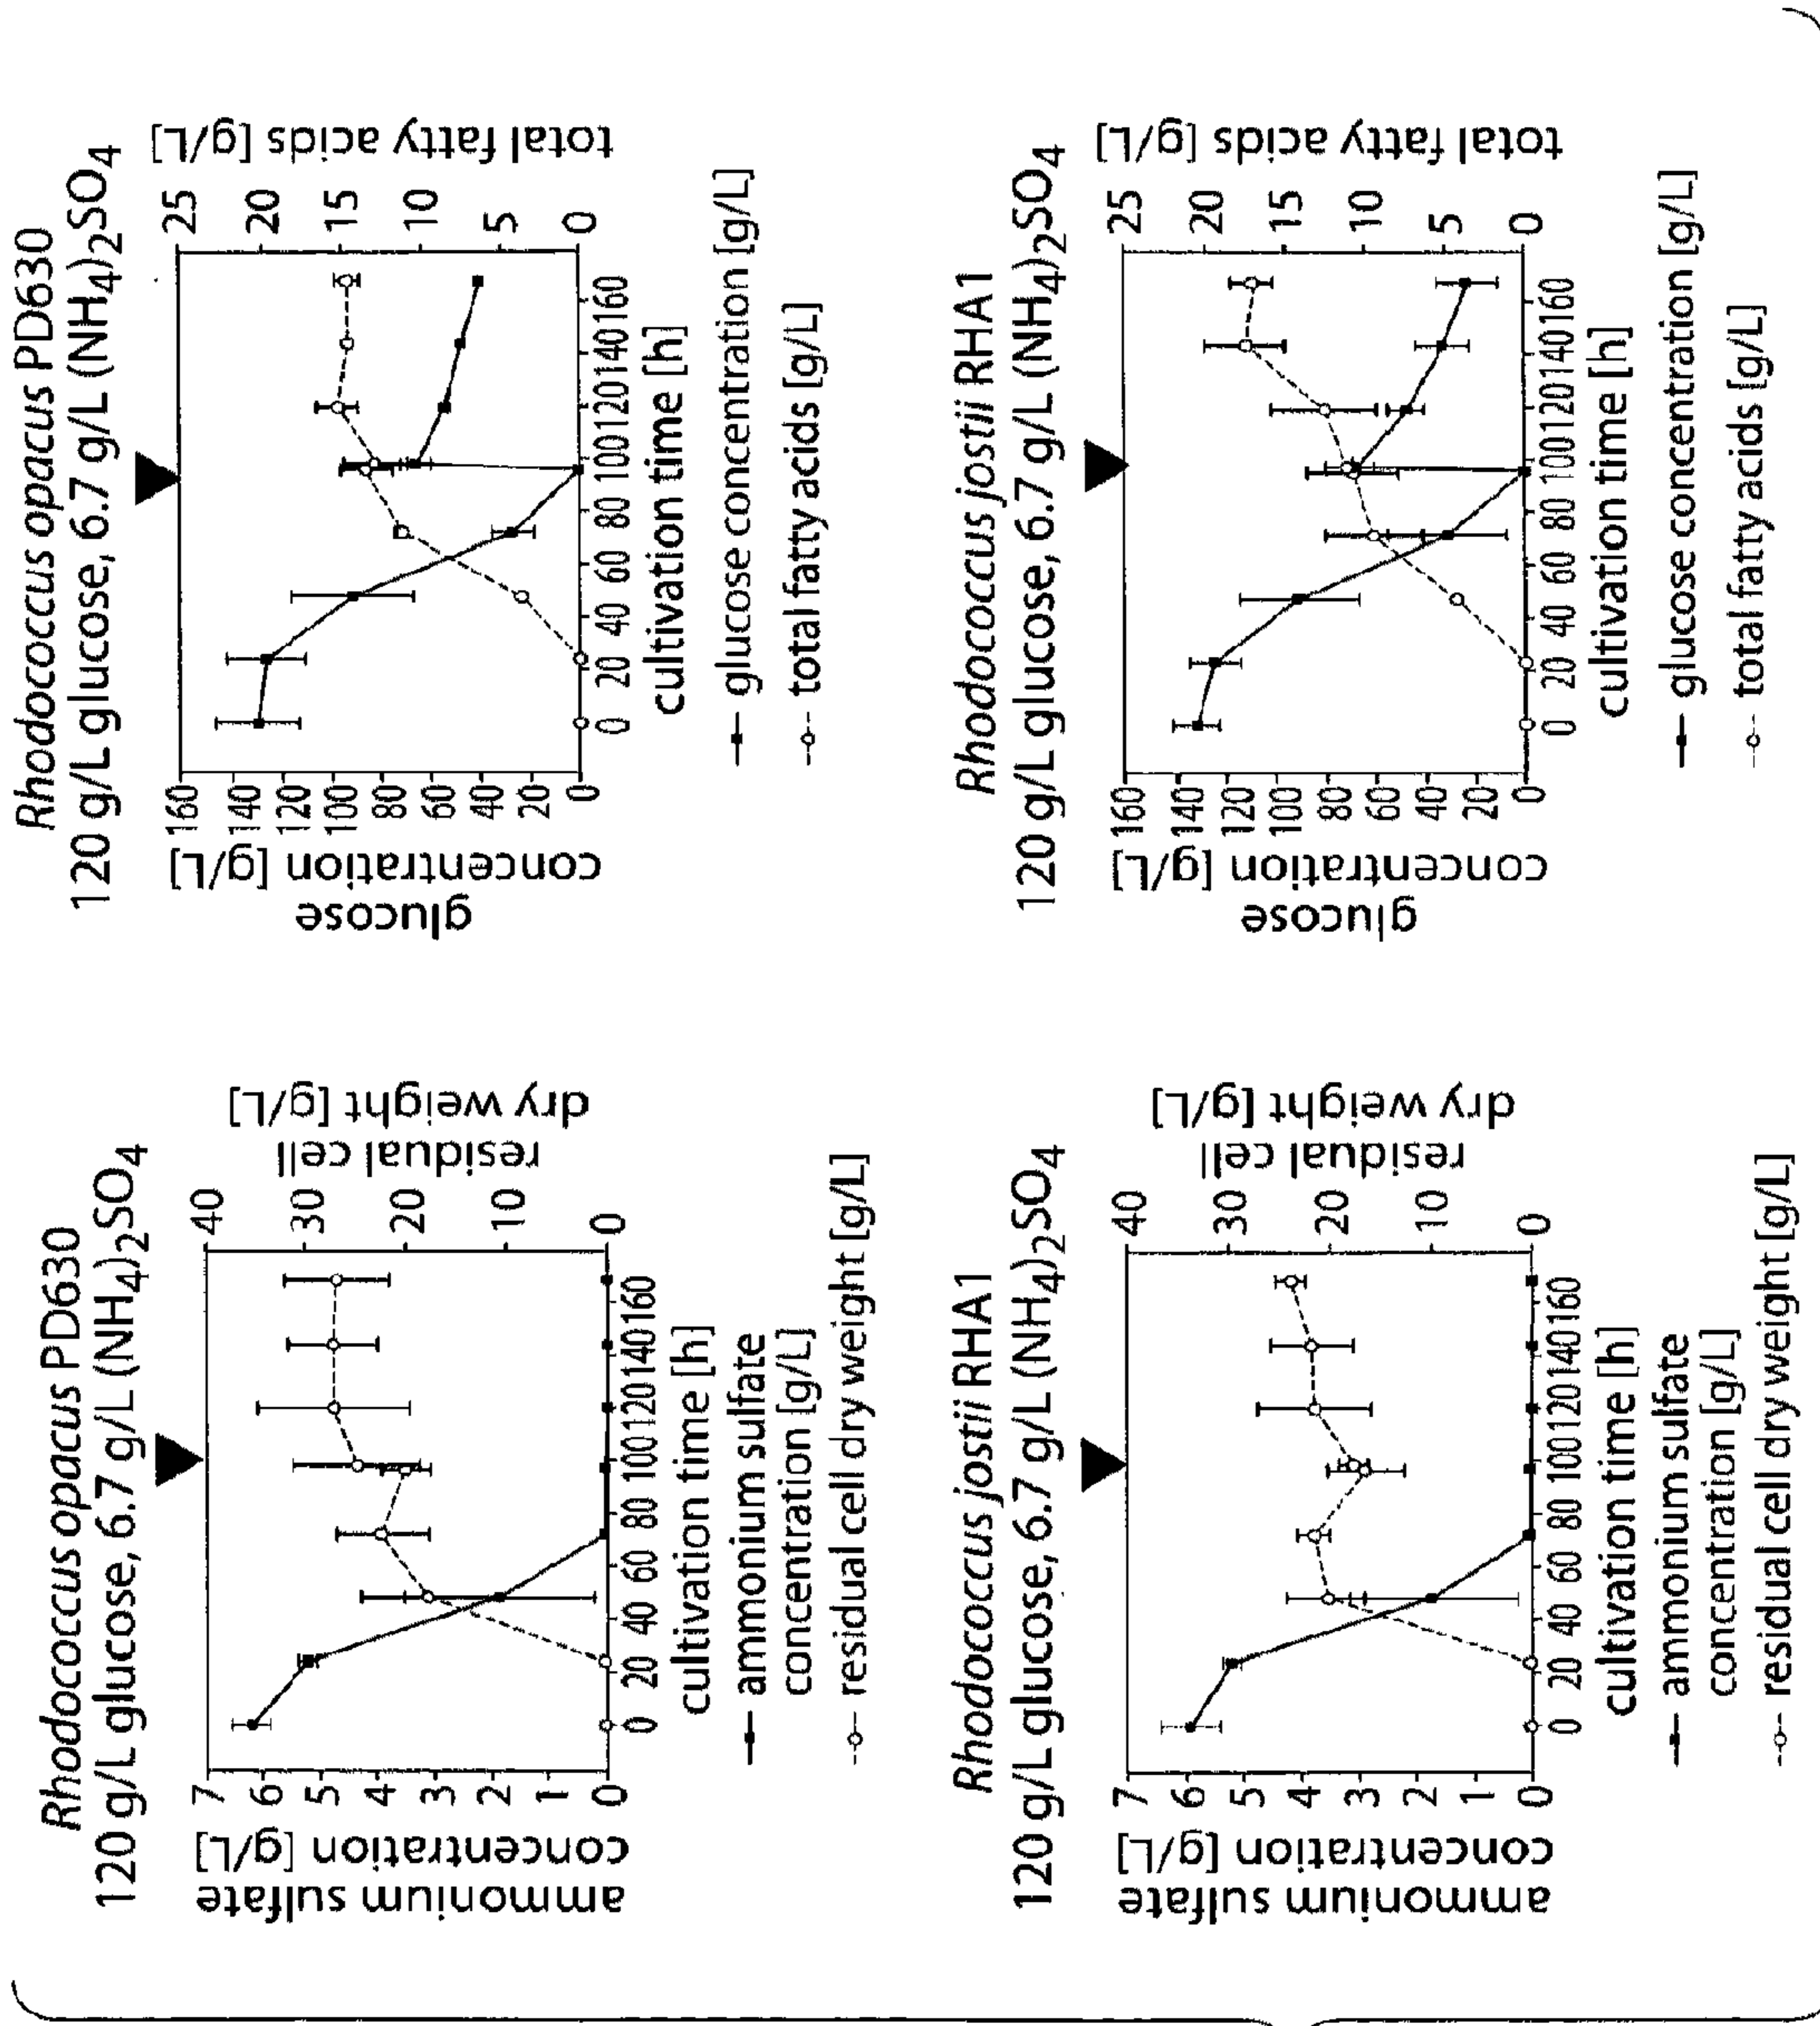 Rhodococcus opacus PD630
120 g/L glucose, 6.7 g/L (NH4)2SO4
ammonium sulfate
concentration [g/L]
7
6
5
4
3
2
1
0
residual cell
dry weight [g/L]
40
30
20
10
0
0 20 40 60 80 100 120 140 160
cultivation time [h]
ammonium sulfate
concentration [g/L]
residual cell dry weight [g/L]
Rhodococcus opacus PD630
120 g/L glucose, 6.7 g/L (NH4)2SO4
glucose
concentration [g/L]
160
140
120
100
80
60
40
20
0
total fatty acids [g/L]
25
20
15
10
5
0
0 20 40 60 80 100 120 140 160
cultivation time [h]
glucose concentration [g/L]
total fatty acids [g/L]
Rhodococcus jostii RHA1
120 g/L glucose, 6.7 g/L (NH4)2SO4
ammonium sulfate
concentration [g/L]
7
6
5
4
3
2
1
0
residual cell
dry weight [g/L]
40
30
20
10
0
0 20 40 60 80 100 120 140 160
cultivation time [h]
ammonium sulfate
concentration [g/L]
residual cell dry weight [g/L]
Rhodococcus jostii RHA1
120 g/L glucose, 6.7 g/L (NH4)2SO4
glucose
concentration [g/L]
160
140
120
100
80
60
40
20
0
total fatty acids [g/L]
25
20
15
10
5
0
0 20 40 60 80 100 120 140 160
cultivation time [h]
glucose concentration [g/L]
total fatty acids [g/L]